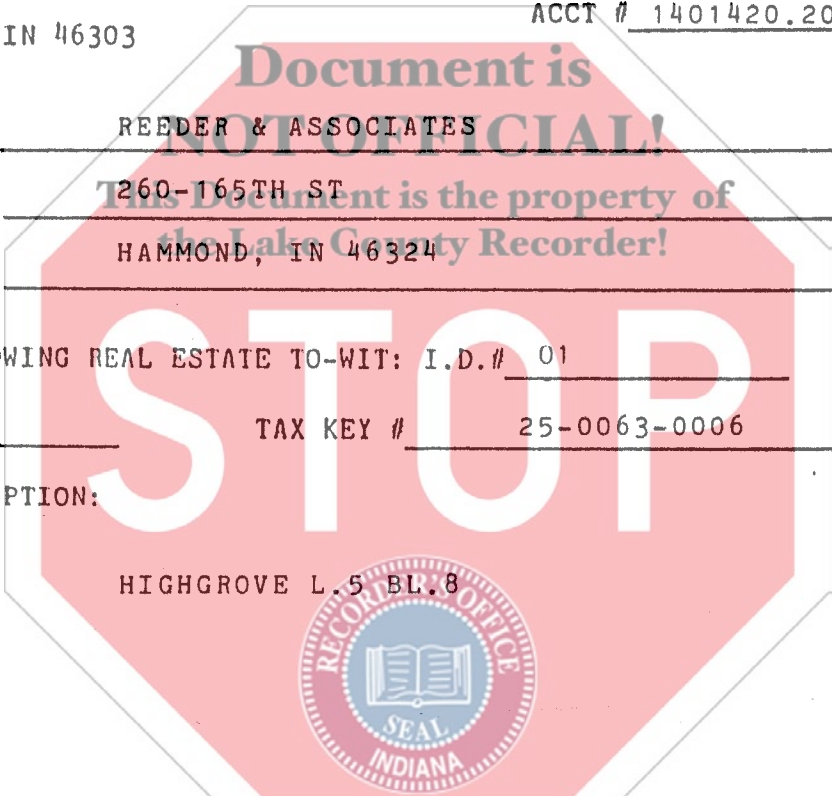 ACCT # 1401420.20
IN 46303
Document is
NOT OFFICIAL!
REEDER & ASSOCIATES
This Document is the property of
260-165TH ST
the Lake County Recorder!
HAMMOND, IN 46324
STOP
WING REAL ESTATE TO-WIT: I.D.# 01
TAX KEY # 25-0063-0006
PTION:
HIGHGROVE L.5 BL.8
RECORDER'S OFFICE
SEAL
INDIANA